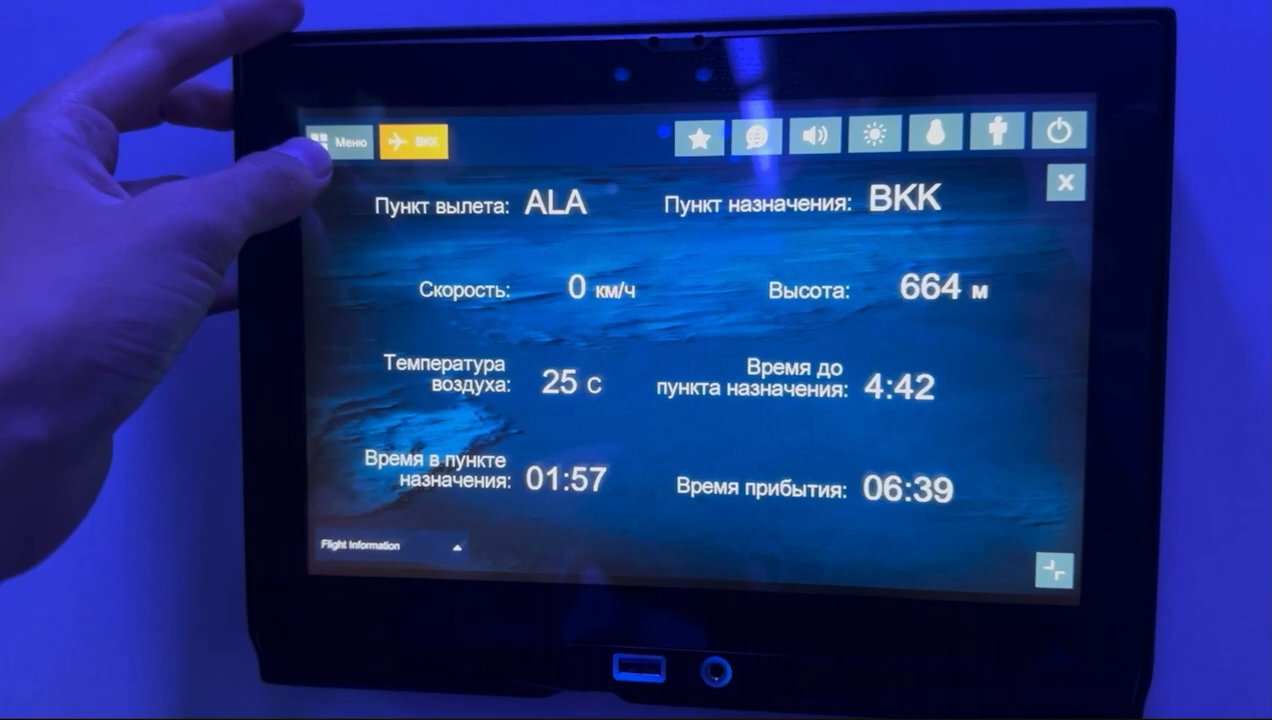 Меню BKK
Пункт вылета: ALA
Пункт назначения: BKK
Скорость: 0 км/ч
Высота: 664 м
Температура
воздуха: 25 С
Время до
пункта назначения: 4:42
Время в пункте
назначения: 01:57
Время прибытия: 06:39
Flight Information